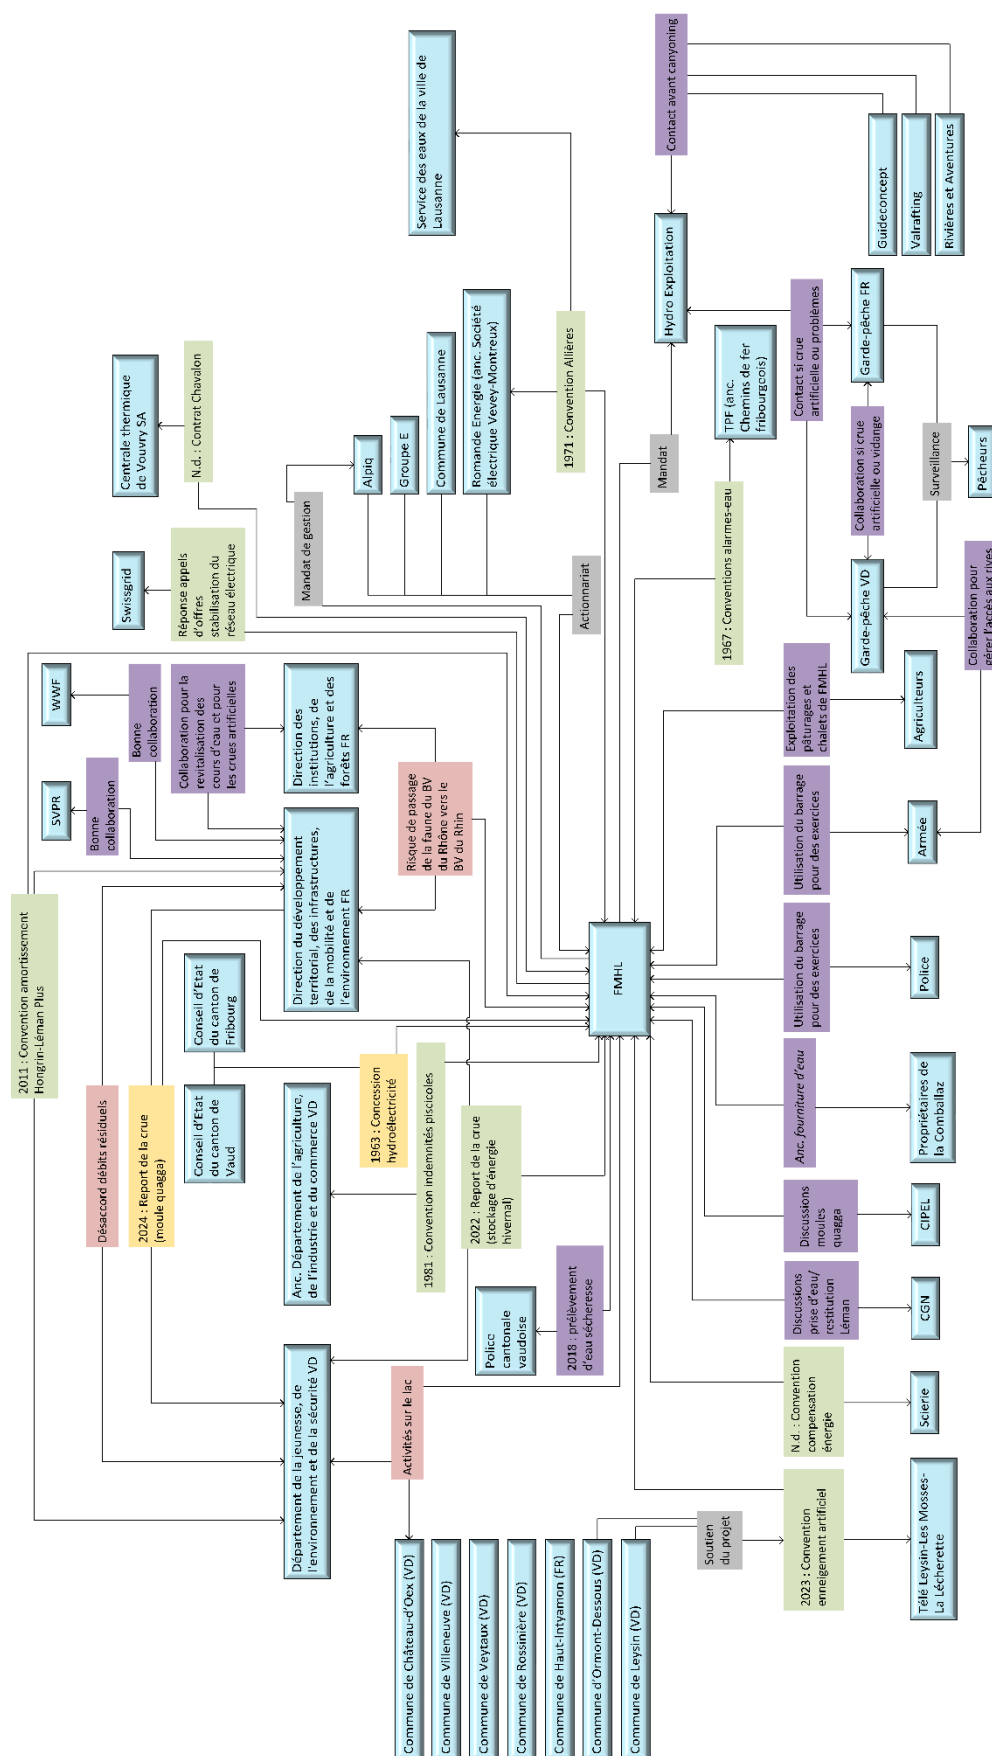 2011 : Convention amortissement
Hongrin-Léman Plus
Désaccord débits résiduels
2024 : Report de la crue
(moule quagga)
SVPR
WWF
Swissgrid
Centrale thermique
de Vouvry SA
Service des eaux de la ville de
Lausanne
Bonne
collaboration
Bonne
collaboration
Collaboration pour la
revitalisation des
cours d'eau et pour
les crues artificielles
Réponse appels
d'offres
stabilisation du
réseau électrique
N.d. : Contrat Chavalon
Conseil d'Etat
du canton de
Vaud
Conseil d'Etat
du canton de
Fribourg
Département de la jeunesse, de
l'environnement et de la sécurité VD
Anc. Département de l'agriculture,
de l'industrie et du commerce VD
Direction du développement
territorial, des infrastructures,
de la mobilité et de
l'environnement FR
Direction des
institutions, de
l'agriculture et des
forêts FR
Mandat de gestion
Alpiq
Groupe E
Commune de Lausanne
Romande Energie (anc. Société
électrique Vevey-Montreux)
1963 : Concession
hydroélectricité
Risque de passage
de la faune du BV
du Rhône vers le
BV du Rhin
Activités sur le lac
1981 : Convention indemnités piscicoles
2022 : Report de la crue
(stockage d'énergie
hivernal)
Police
cantonale
vaudoise
2018 : prélèvement
d'eau sécheresse
Actionnariat
1971 : Convention Allières
Commune de Château-d'Oex (VD)
Commune de Villeneuve (VD)
Commune de Veytaux (VD)
Commune de Rossinière (VD)
Commune de Haut-Intyamon (FR)
Commune d'Ormont-Dessous (VD)
Commune de Leysin (VD)
FMHL
Mandat
Hydro Exploitation
Contact avant canyoning
Soutien
du projet
1967 : Conventions alarmes-eau
TPF (anc.
Chemins de fer
fribourgeois)
2023 : Convention
enneigement artificiel
N.d. : Convention
compensation
énergie
Discussions
prise d'eau/
restitution
Léman
Discussions
moules
quagga
Anc. fourniture d'eau
Utilisation du barrage
pour des exercices
Utilisation du barrage
pour des exercices
Exploitation des
pâturages et
chalets de FMHL
Contact si crue
artificielle ou problèmes
Collaboration si crue
artificielle ou vidange
Garde-pêche VD
Garde-pêche FR
Guideconcept
Valrafting
Rivières et Aventures
Télé Leysin-Les Mosses-
La Lécherette
Scierie
CGN
CIPEL
Propriétaires de
la Comballaz
Police
Armée
Agriculteurs
Surveillance
Collaboration pour
gérer l'accès aux rives
Pêcheurs